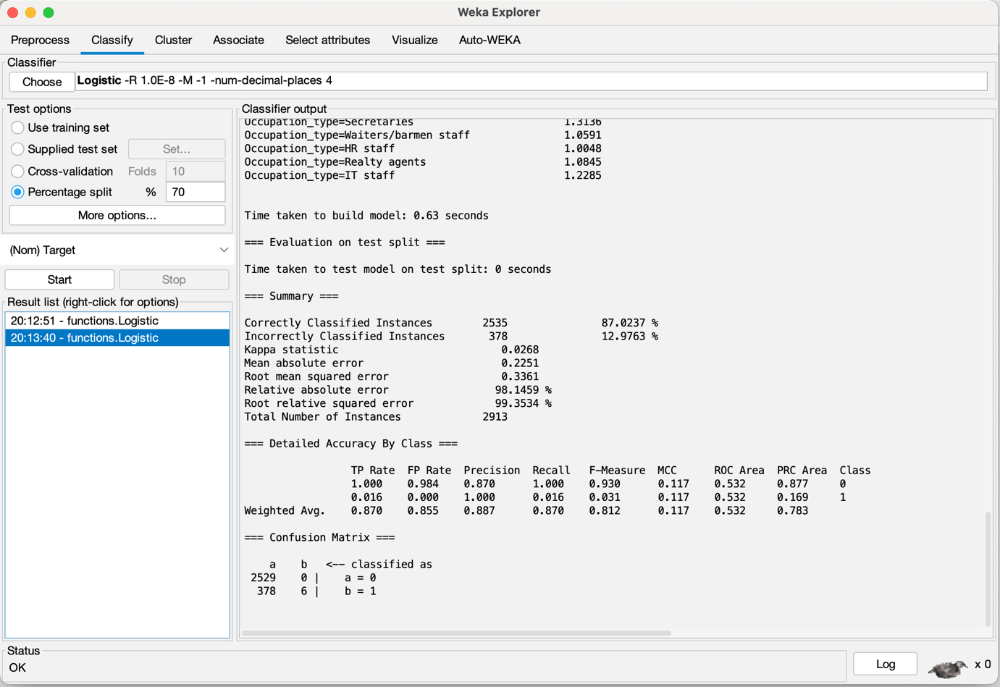 Weka Explorer
Preprocess Classify Cluster Associate Select attributes Visualize Auto-WEKA
Classifier
Choose Logistic -R 1.0E-8 -M -1 -num-decimal-places 4
Test options
Use training set
Supplied test set Set...
Cross-validation Folds 10
Percentage split % 70
More options...
(Nom) Target
Start Stop
Result list (right-click for options)
20:12:51 - functions.Logistic
20:13:40 - functions.Logistic
Classifier output
Occupation_type=Secretaries 1.3136
Occupation_type=Waiters/barmen staff 1.0591
Occupation_type=HR staff 1.0048
Occupation_type=Realty agents 1.0845
Occupation_type=IT staff 1.2285
Time taken to build model: 0.63 seconds
=== Evaluation on test split ===
Time taken to test model on test split: 0 seconds
=== Summary ===
Correctly Classified Instances 2535 87.0237 %
Incorrectly Classified Instances 378 12.9763 %
Kappa statistic 0.0268
Mean absolute error 0.2251
Root mean squared error 0.3361
Relative absolute error 98.1459 %
Root relative squared error 99.3534 %
Total Number of Instances 2913
=== Detailed Accuracy By Class ===
TP Rate FP Rate Precision Recall F-Measure MCC ROC Area PRC Area Class
1.000 0.984 0.870 1.000 0.930 0.117 0.532 0.877 0
0.016 0.000 1.000 0.016 0.031 0.117 0.532 0.169 1
Weighted Avg. 0.870 0.855 0.887 0.870 0.812 0.117 0.532 0.783
=== Confusion Matrix ===
a b <-- classified as
2529 0 | a = 0
378 6 | b = 1
Status
OK
Log x 0